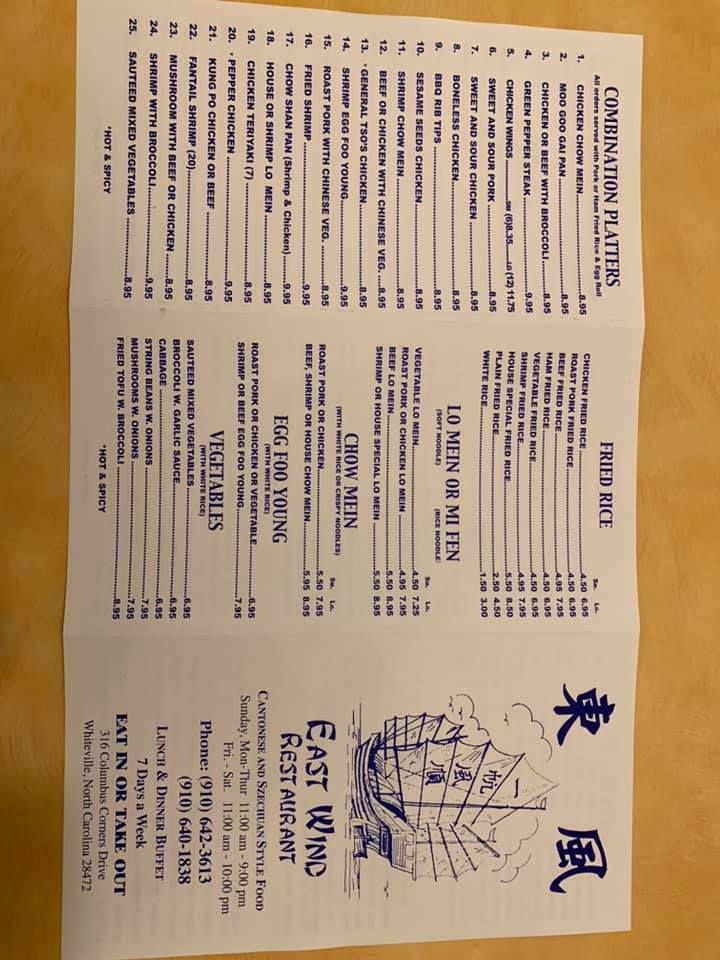 COMBINATION PLATTERS
All orders served with Pork or Ham Fried Rice & Egg Roll
1. CHICKEN CHOW MEIN..........8.95
2. MOO GOO GAI PAN..........8.95
3. CHICKEN OR BEEF WITH BROCCOLI..........8.95
4. GREEN PEPPER STEAK..........9.95
5. CHICKEN WINGS..........SM (6)8.35......LG (12) 11.75
6. SWEET AND SOUR PORK..........8.95
7. SWEET AND SOUR CHICKEN..........8.95
8. BONELESS CHICKEN..........8.95
9. BBQ RIB TIPS..........8.95
10. SESAME SEEDS CHICKEN..........8.95
11. SHRIMP CHOW MEIN..........8.95
12. BEEF OR CHICKEN WITH CHINESE VEG....8.95
13. *GENERAL TSO'S CHICKEN..........8.95
14. SHRIMP EGG FOO YOUNG..........9.95
15. ROAST PORK WITH CHINESE VEG...........8.95
16. FRIED SHRIMP..........9.95
17. CHOW SHAN PAN (Shrimp & Chicken).....9.95
18. HOUSE OR SHRIMP LO MEIN..........8.95
19. CHICKEN TERIYAKI (7)..........8.95
20. *PEPPER CHICKEN..........9.95
21. KUNG PO CHICKEN OR BEEF..........8.95
22. FANTAIL SHRIMP (20)..........8.95
23. MUSHROOM WITH BEEF OR CHICKEN......8.95
24. SHRIMP WITH BROCCOLI..........9.95
25. SAUTEED MIXED VEGETABLES..........8.95
*HOT & SPICY
FRIED RICE
Sm. Lg.
CHICKEN FRIED RICE..........4.50 6.95
ROAST PORK FRIED RICE..........4.50 6.95
BEEF FRIED RICE..........4.95 7.95
HAM FRIED RICE..........4.50 6.95
VEGETABLE FRIED RICE..........4.50 6.95
SHRIMP FRIED RICE..........4.95 7.95
HOUSE SPECIAL FRIED RICE..........5.50 8.50
PLAIN FRIED RICE..........2.50 4.50
WHITE RICE..........1.50 3.00
LO MEIN OR MI FEN
(SOFT NOODLE) (RICE NOODLE)
Sm. Lg.
VEGETABLE LO MEIN..........4.50 7.25
ROAST PORK OR CHICKEN LO MEIN..........4.95 7.95
BEEF LO MEIN..........5.50 8.95
SHRIMP OR HOUSE SPECIAL LO MEIN..........5.50 8.95
CHOW MEIN
(WITH WHITE RICE OR CRISPY NOODLES)
Sm. Lg.
ROAST PORK OR CHICKEN..........5.50 7.95
BEEF, SHRIMP OR HOUSE CHOW MEIN..........5.95 8.95
EGG FOO YOUNG
(WITH WHITE RICE)
ROAST PORK OR CHICKEN OR VEGETABLE..........6.95
SHRIMP OR BEEF EGG FOO YOUNG..........7.95
VEGETABLES
(WITH WHITE RICE)
SAUTEED MIXED VEGETABLES..........6.95
BROCCOLI W. GARLIC SAUCE..........6.95
CABBAGE..........6.95
STRING BEANS W. ONIONS..........7.95
MUSHROOMS W. ONIONS..........7.95
FRIED TOFU W. BROCCOLI..........8.95
*HOT & SPICY
東 風
一帆
風
順
EAST WIND
RESTAURANT
CANTONESE AND SZECHUAN STYLE FOOD
Sunday, Mon-Thur 11:00 am - 9:00 pm
Fri. - Sat. 11:00 am - 10:00 pm
Phone: (910) 642-3613
(910) 640-1838
LUNCH & DINNER BUFFET
7 Days a Week
EAT IN OR TAKE OUT
316 Columbus Corners Drive
Whiteville, North Carolina 28472